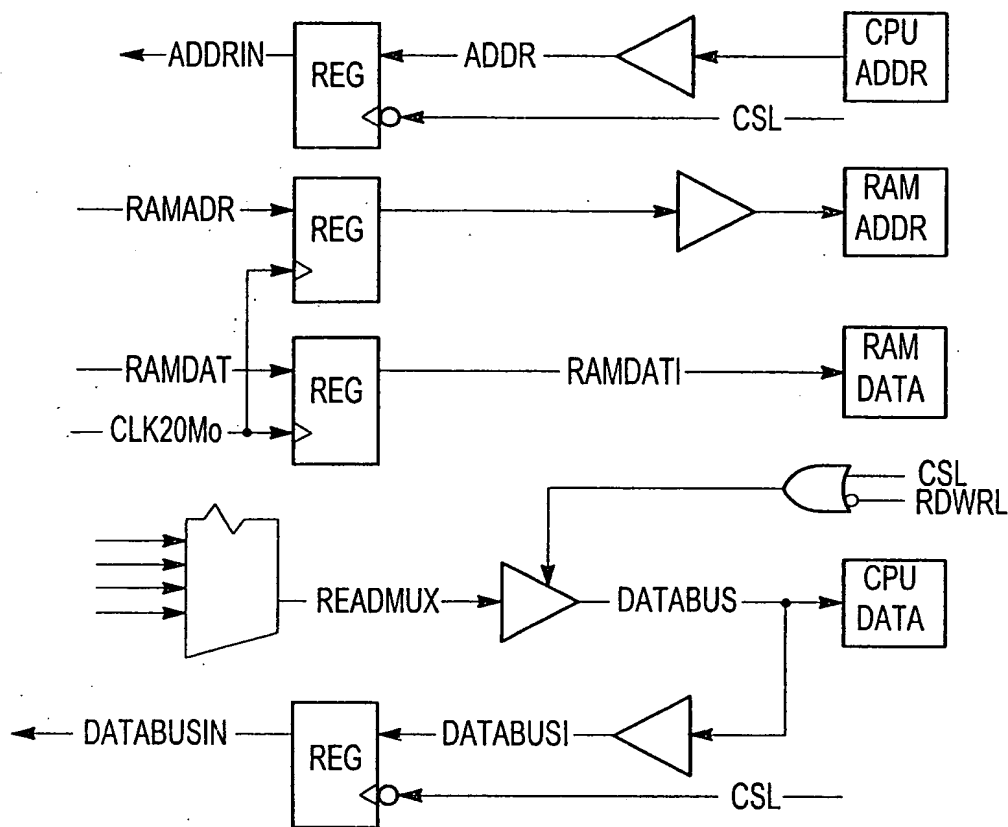 ADDRIN
REG
ADDR
CPU
ADDR
CSL
RAMADR
REG
RAM
ADDR
RAMDAT
REG
RAMDATI
RAM
DATA
CLK20Mo
CSL
RDWRL
READMUX
DATABUS
CPU
DATA
DATABUSIN
REG
DATABUSI
CSL